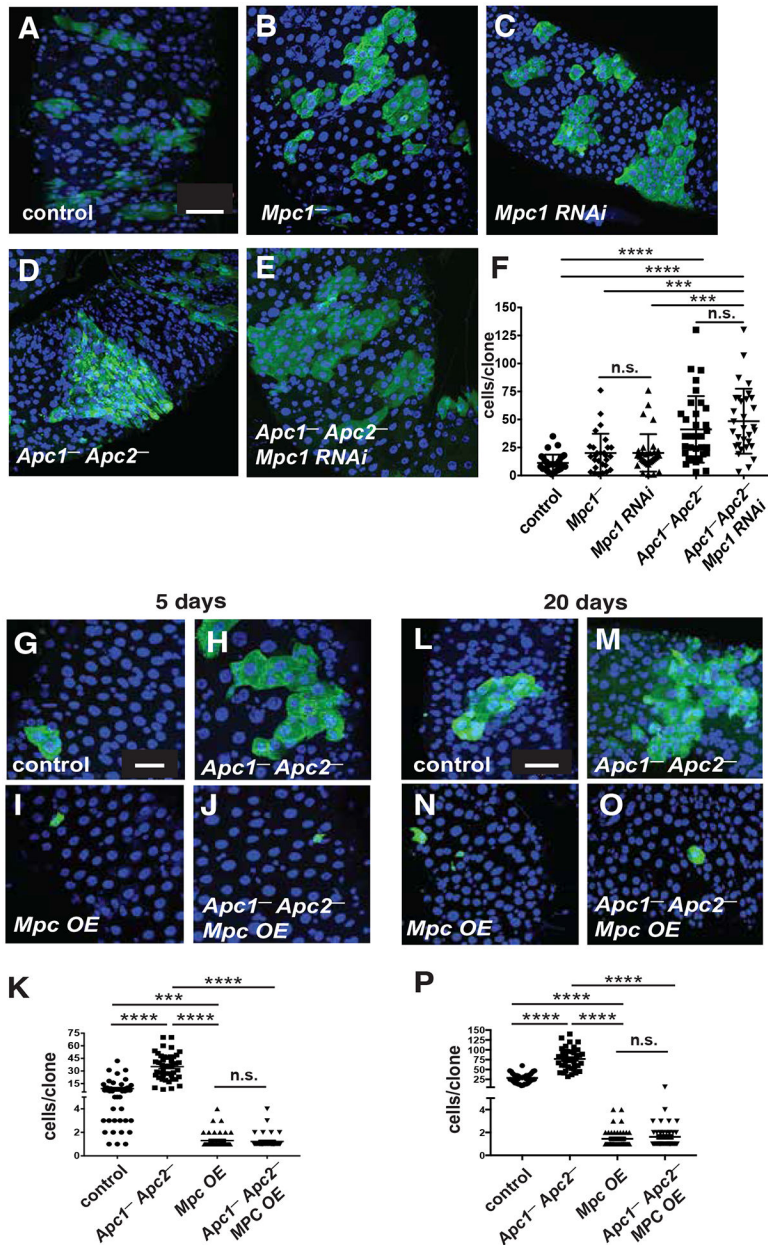 A
control
B
Mpc1–
C
Mpc1 RNAi
D
Apc1– Apc2–
E
Apc1– Apc2–
Mpc1 RNAi
F
****
****
***
***
n.s.
n.s.
cells/clone
150
125
100
75
50
25
0
control
Mpc1–
Mpc1 RNAi
Apc1– Apc2–
Apc1– Apc2–
Mpc1 RNAi
5 days
20 days
G
control
H
Apc1– Apc2–
I
Mpc OE
J
Apc1– Apc2–
Mpc OE
L
control
M
Apc1– Apc2–
N
Mpc OE
O
Apc1– Apc2–
Mpc OE
K
****
***
**** ****
n.s.
cells/clone
75
60
45
30
15
4
2
0
control
Apc1– Apc2–
Mpc OE
Apc1– Apc2–
MPC OE
P
****
****
**** ****
n.s.
cells/clone
150
125
100
75
50
25
4
2
0
control
Apc1– Apc2–
Mpc OE
Apc1– Apc2–
MPC OE